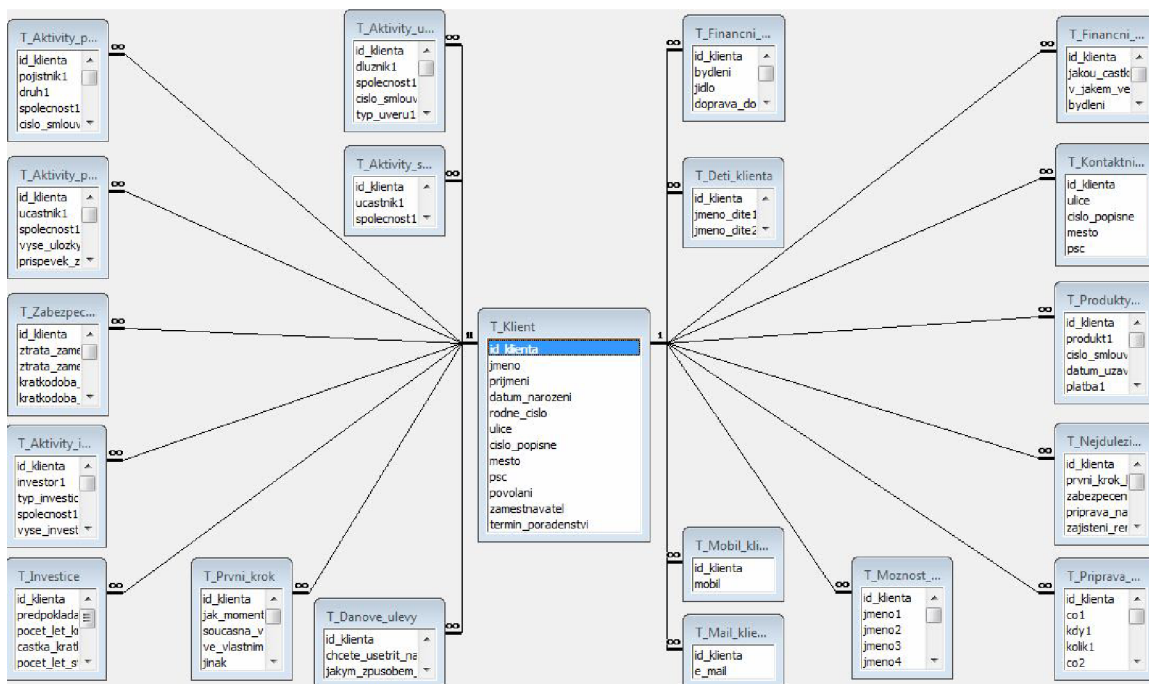 T_Aktivity_p...
id_klienta
pojistnik1
druh1
spolecnost1
cislo_smlouv
T_Aktivity_u...
id_klienta
dluznik1
spolecnost1
cislo_smlouv
typ_uveru1
T_Financni_...
id_klienta
bydleni
jidlo
doprava_do
T_Financni_...
id_klienta
jakou_castk
v_jakem_ve
bydleni
T_Aktivity_p...
id_klienta
ucastnik1
spolecnost1
vyse_ulozky
prispevek_z
T_Aktivity_s...
id_klienta
ucastnik1
spolecnost1
T_Deti_klienta
id_klienta
jmeno_dite1
jmeno_dite2
T_Kontaktni...
id_klienta
ulice
cislo_popisne
mesto
psc
T_Zabezpec...
id_klienta
ztrata_zame
ztrata_zame
kratkodoba_
kratkodoba_
T_Klient
id_klienta
jmeno
prijmeni
datum_narozeni
rodne_cislo
ulice
cislo_popisne
mesto
psc
povolani
zamestnavatel
termin_poradenstvi
T_Produkty...
id_klienta
produkt1
cislo_smlouv
datum_uzav
platba1
T_Aktivity_i...
id_klienta
investor1
typ_investic
spolecnost1
vyse_invest
T_Nejdulezi...
id_klienta
prvni_krok_
zabezpecen
priprava_na
zajisteni_rer
T_Investice
id_klienta
predpoklada
pocet_let_kr
castka_kratl
pocet_let_st
T_Prvni_krok
id_klienta
jak_moment
soucasna_v
ve_vlastnim
jinak
T_Danove_ulevy
id_klienta
chcete_usetrit_na
jakym_zpusobem_
T_Mobil_kli...
id_klienta
mobil
T_Mail_klie...
id_klienta
e_mail
T_Moznost_...
id_klienta
jmeno1
jmeno2
jmeno3
jmeno4
T_Priprava_...
id_klienta
co1
kdy1
kolik1
co2